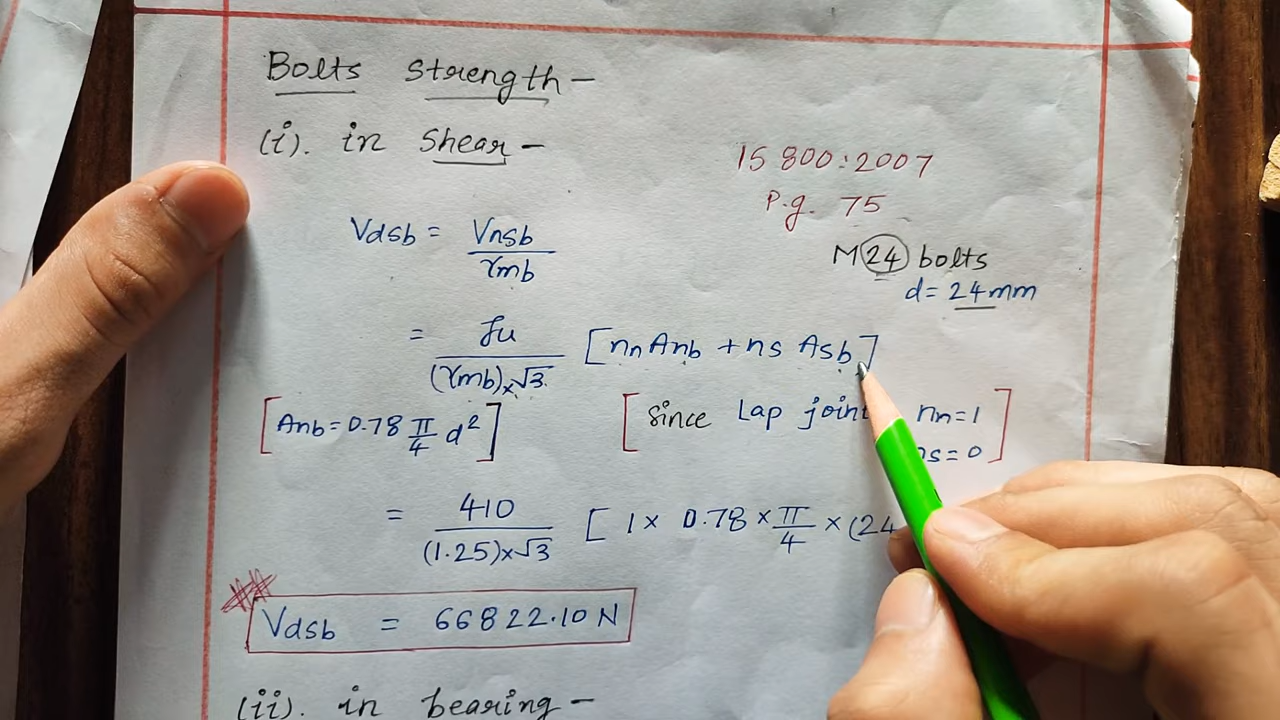 Bolts Strength -
(i). in Shear -
IS 800:2007
P.g. 75
Vdsb = Vnsb / γmb
M24 bolts
d = 24mm
= fu / (γmb)×√3 [nn Anb + ns Asb]
[Anb = 0.78 π/4 d²]
[Since Lap joint nn = 1
ns = 0]
= 410 / (1.25)×√3 [1 × 0.78 × π/4 × (24
Vdsb = 66822.10 N
(ii). in bearing -